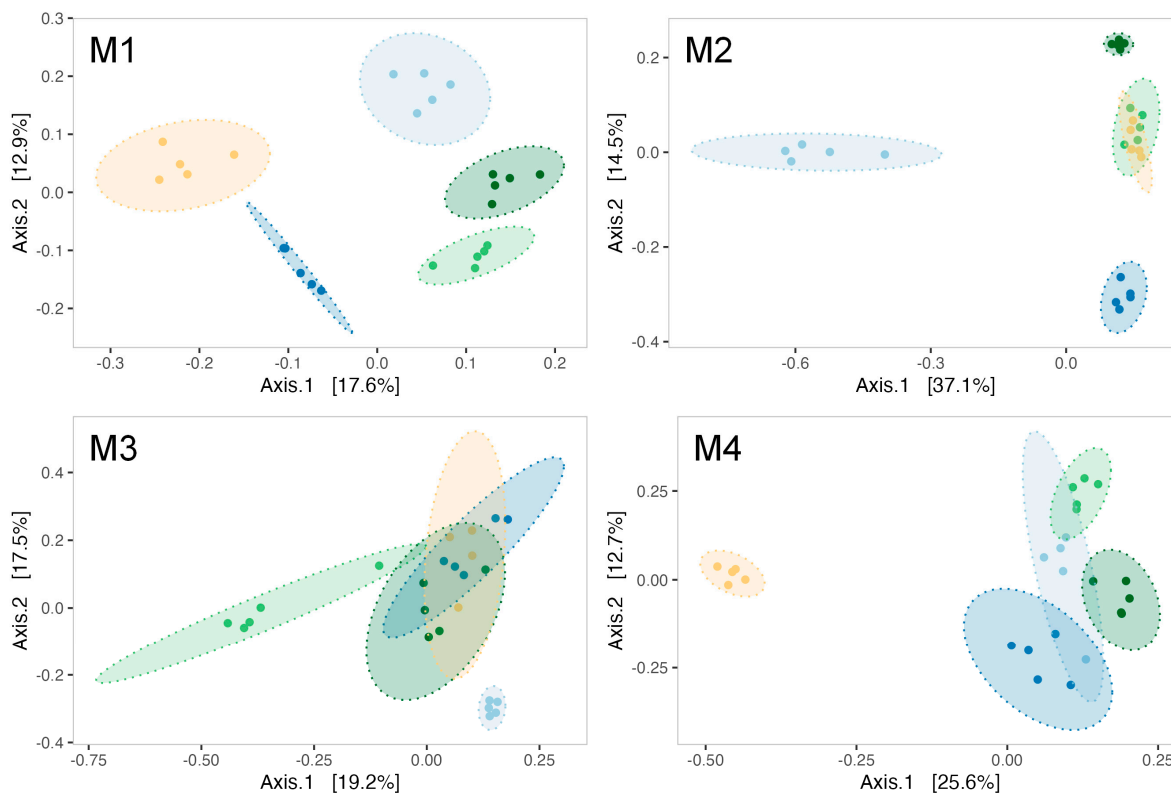 M1
0.3
0.2
0.1
0.0
-0.1
-0.2
Axis.2 [12.9%]
-0.3 -0.2 -0.1 0.0 0.1 0.2
Axis.1 [17.6%]
M2
0.2
0.0
-0.2
-0.4
Axis.2 [14.5%]
-0.6 -0.3 0.0
Axis.1 [37.1%]
M3
0.4
0.2
0.0
-0.2
-0.4
Axis.2 [17.5%]
-0.75 -0.50 -0.25 0.00 0.25
Axis.1 [19.2%]
M4
0.25
0.00
-0.25
Axis.2 [12.7%]
-0.50 -0.25 0.00 0.25
Axis.1 [25.6%]